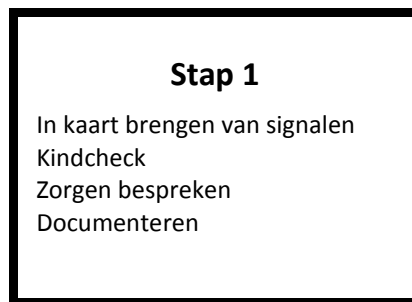 Stap 1
In kaart brengen van signalen
Kindcheck
Zorgen bespreken
Documenteren